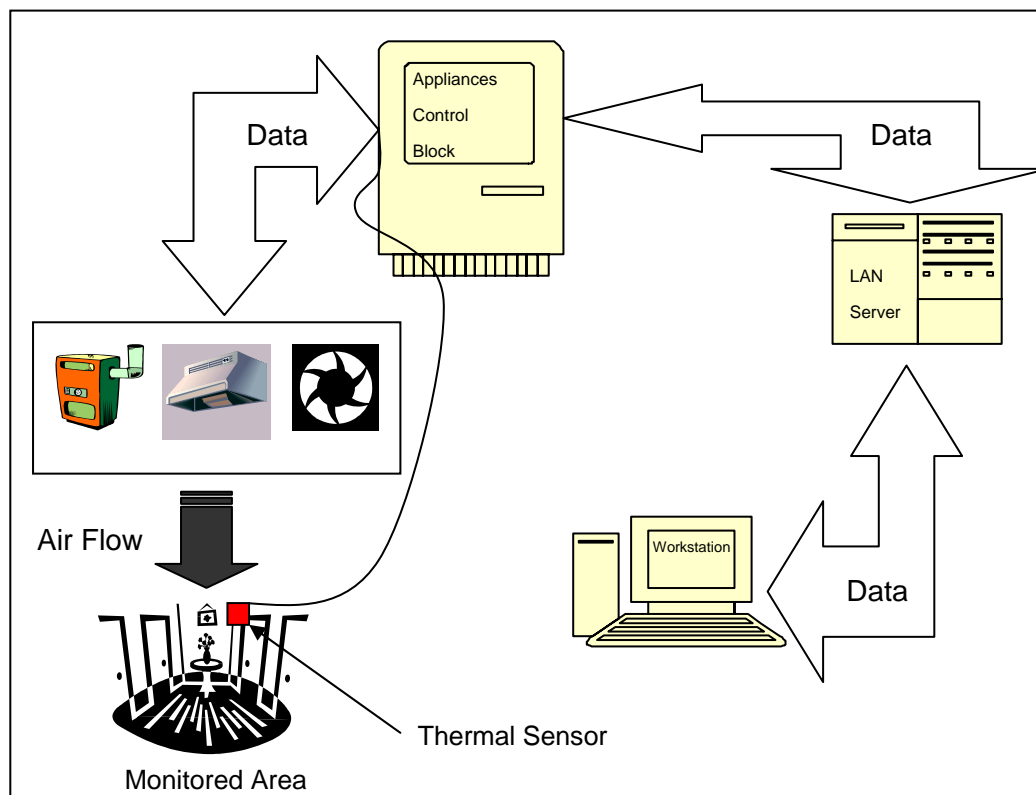 Appliances
Control
Block
Data
Data
LAN
Server
Air Flow
Workstation
Data
Thermal Sensor
Monitored Area